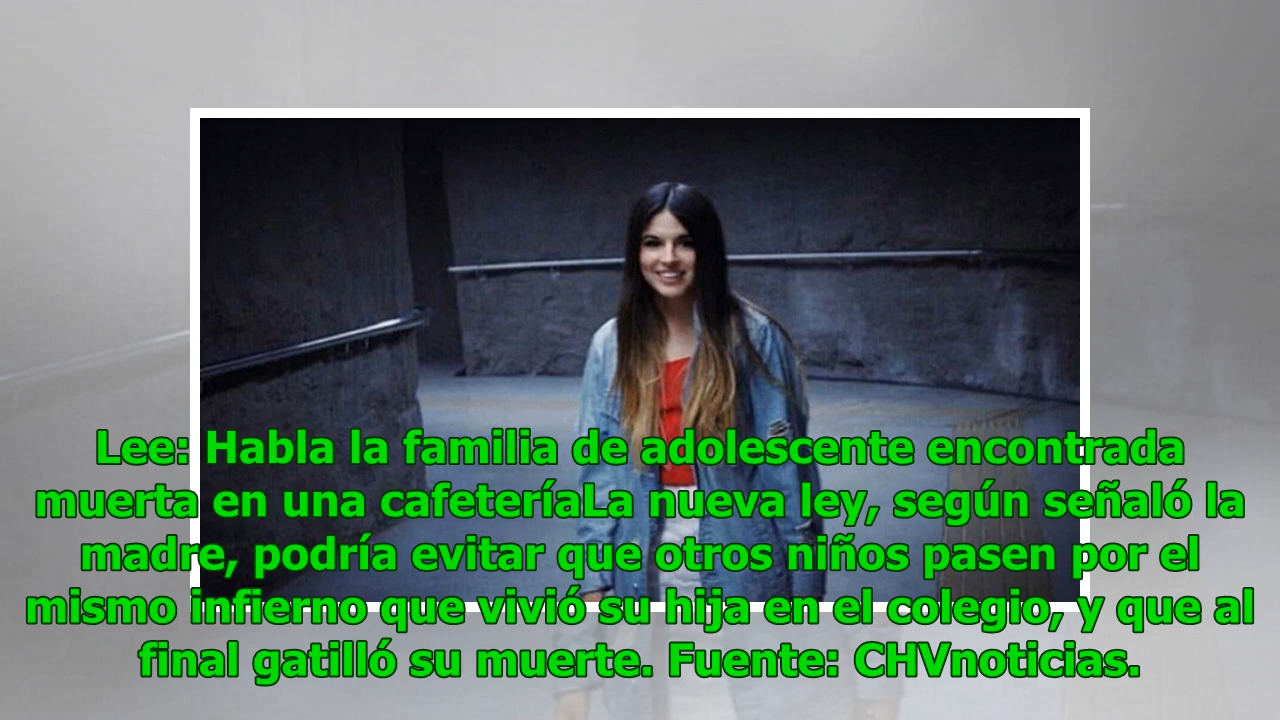 Lee: Habla la familia de adolescente encontrada
muerta en una cafeteríaLa nueva ley, según señaló la
madre, podría evitar que otros niños pasen por el
mismo infierno que vivió su hija en el colegio, y que al
final gatilló su muerte. Fuente: CHVnoticias.